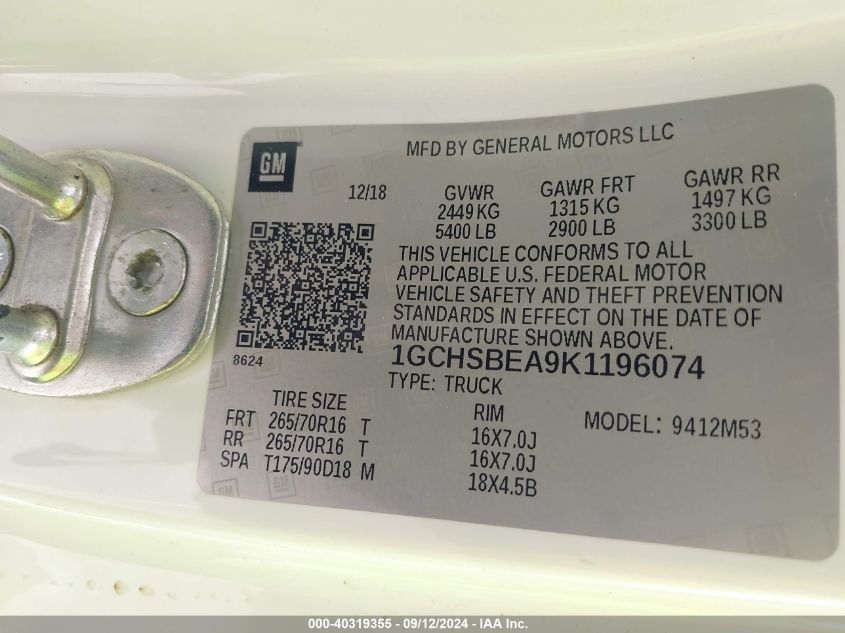 MFD BY GENERAL MOTORS LLC
GM
12/18
GVWR
2449 KG
5400 LB
GAWR FRT
1315 KG
2900 LB
GAWR RR
1497 KG
3300 LB
THIS VEHICLE CONFORMS TO ALL
APPLICABLE U.S. FEDERAL MOTOR
VEHICLE SAFETY AND THEFT PREVENTION
STANDARDS IN EFFECT ON THE DATE OF
MANUFACTURE SHOWN ABOVE.
8624
1GCHSBEA9K1196074
TYPE: TRUCK
TIRE SIZE
RIM
MODEL: 9412M53
FRT 265/70R16 T 16X7.0J
RR 265/70R16 T 16X7.0J
SPA T175/90D18 M 18X4.5B
000-40319355 - 09/12/2024 - IAA Inc.